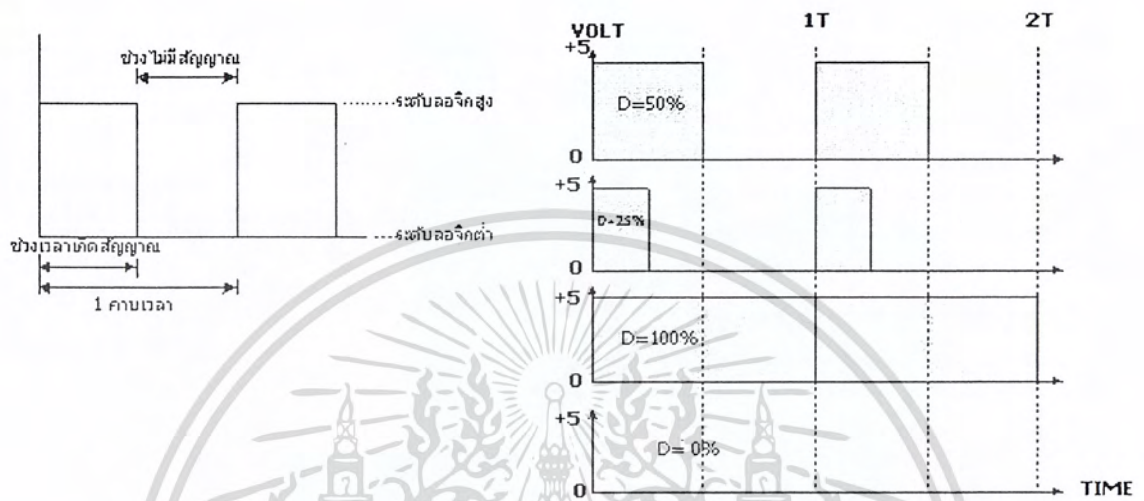 ช่วงไม่มีสัญญาณ
ระดับลอจิกสูง
ระดับลอจิกต่ำ
ช่วงเวลาเกิดสัญญาณ
1 คาบเวลา
VOLT
1T
2T
+5
D=50%
0
+5
D=25%
0
+5
D=100%
0
+5
D= 0%
0
TIME